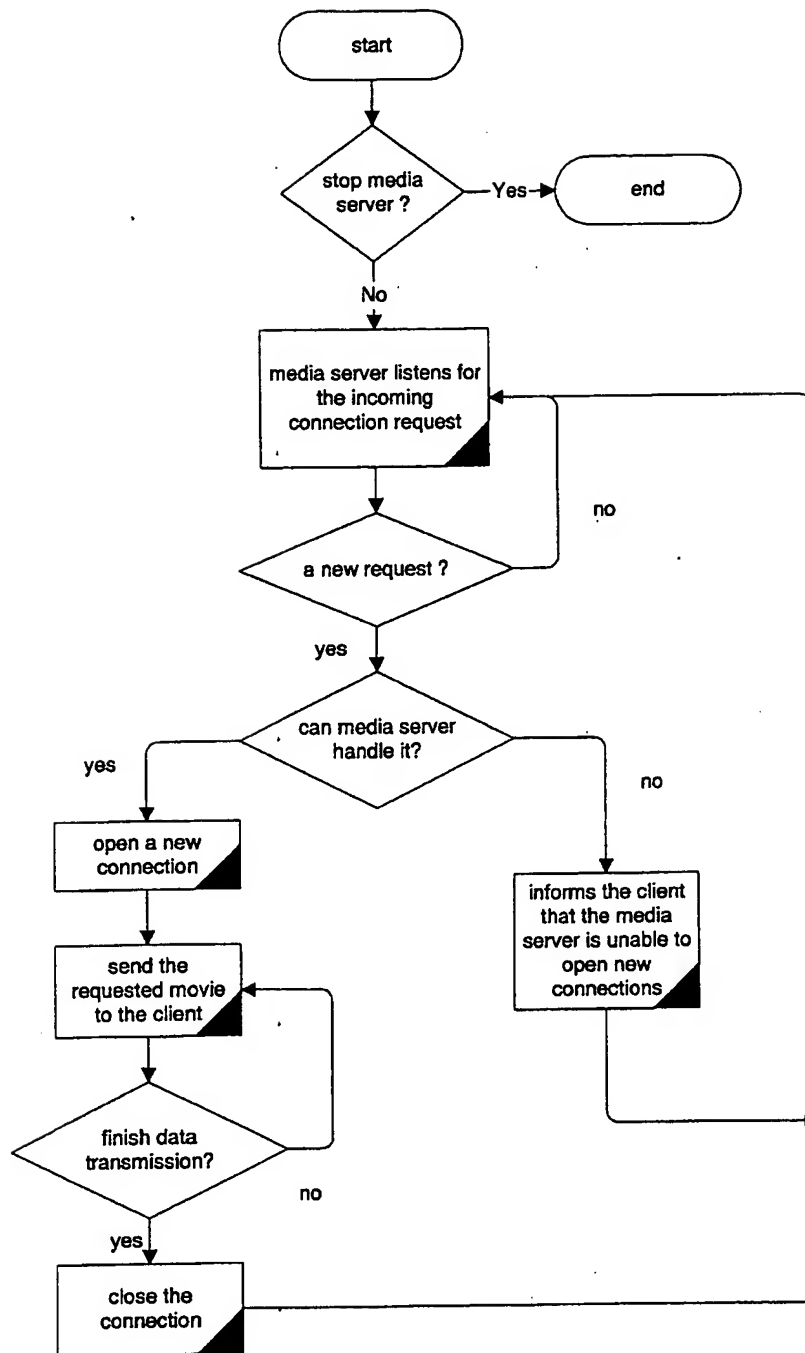 start
stop media
server ?
Yes
end
No
media server listens for
the incoming
connection request
no
a new request ?
yes
can media server
handle it?
yes
no
open a new
connection
informs the client
that the media
server is unable to
open new
connections
send the
requested movie
to the client
finish data
transmission?
no
yes
close the
connection